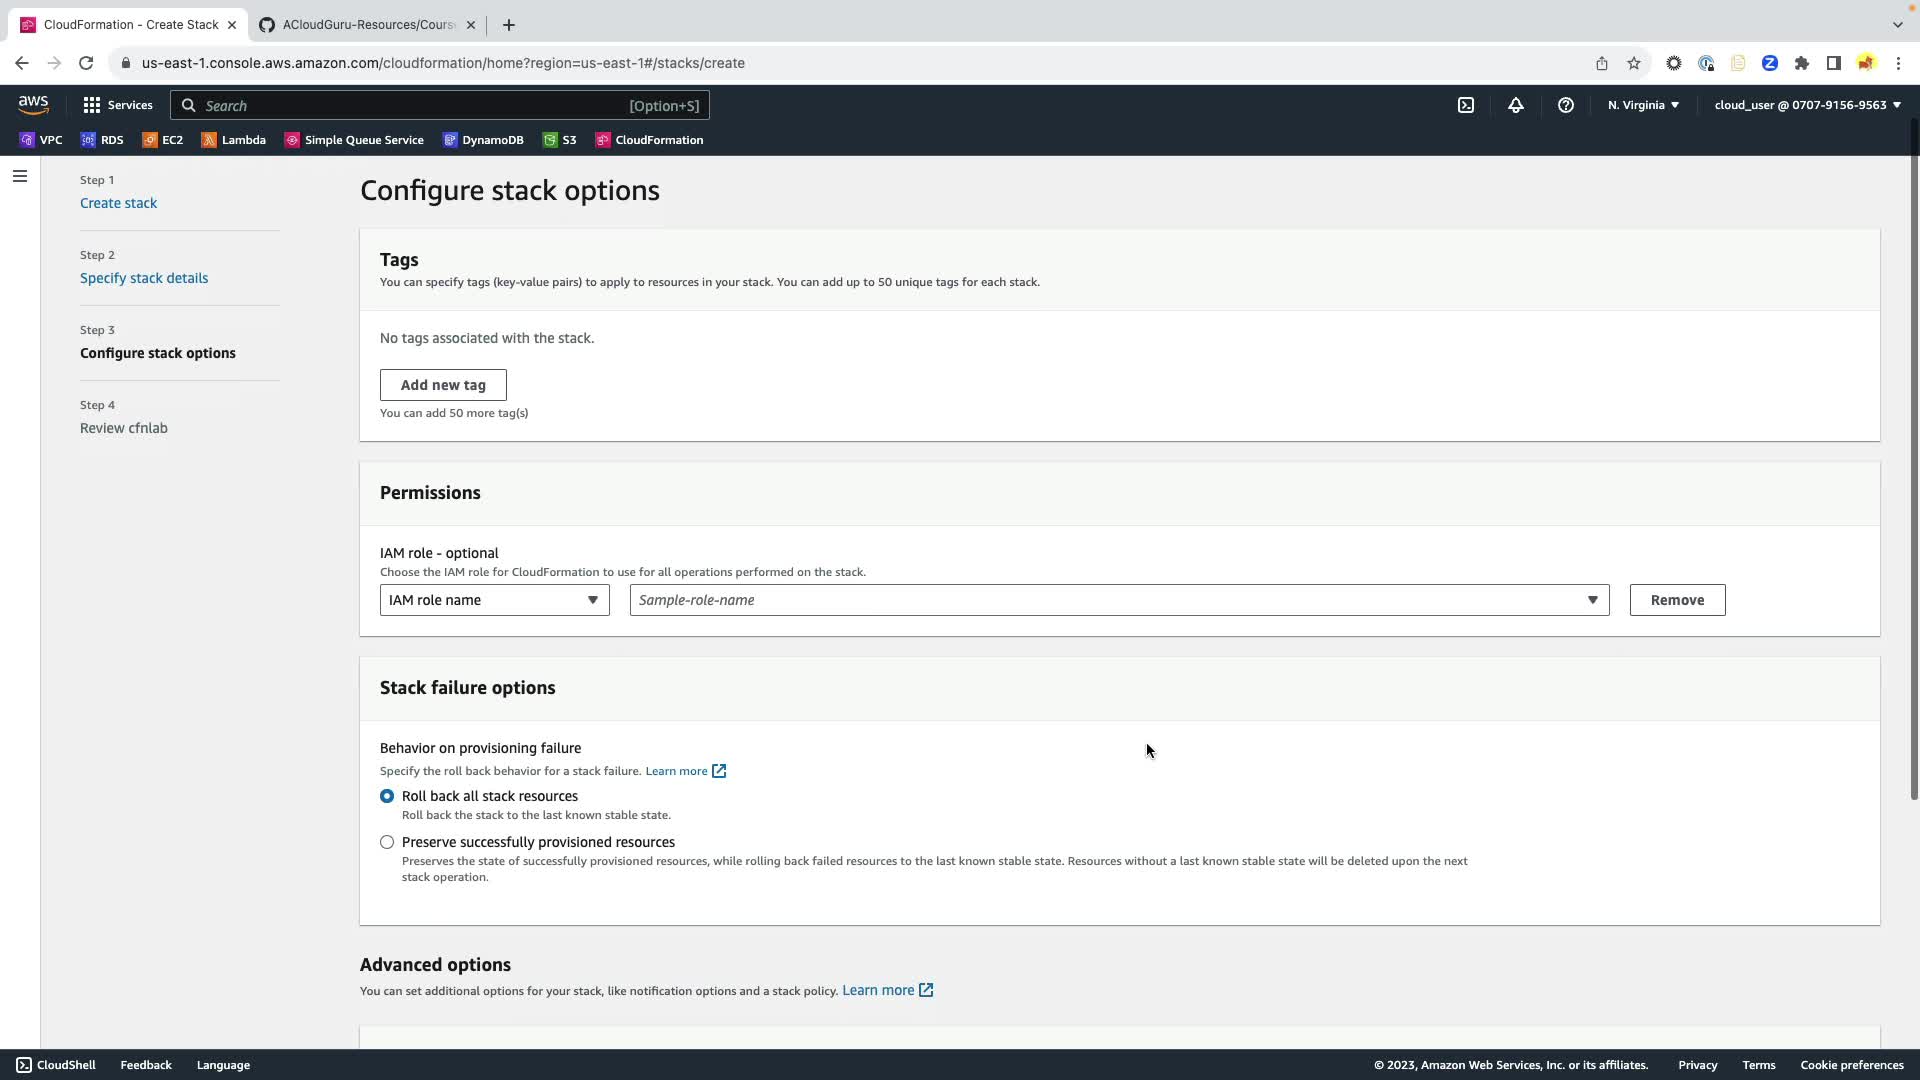 CloudFormation - Create Stack
ACloudGuru-Resources/Cours
us-east-1.console.aws.amazon.com/cloudformation/home?region=us-east-1#/stacks/create
aws
Services
Search
[Option+S]
N. Virginia
cloud_user @ 0707-9156-9563
VPC
RDS
EC2
Lambda
Simple Queue Service
DynamoDB
S3
CloudFormation
Step 1
Create stack
Step 2
Specify stack details
Step 3
Configure stack options
Step 4
Review cfnlab
Configure stack options
Tags
You can specify tags (key-value pairs) to apply to resources in your stack. You can add up to 50 unique tags for each stack.
No tags associated with the stack.
Add new tag
You can add 50 more tag(s)
Permissions
IAM role - optional
Choose the IAM role for CloudFormation to use for all operations performed on the stack.
IAM role name
Sample-role-name
Remove
Stack failure options
Behavior on provisioning failure
Specify the roll back behavior for a stack failure. Learn more
Roll back all stack resources
Roll back the stack to the last known stable state.
Preserve successfully provisioned resources
Preserves the state of successfully provisioned resources, while rolling back failed resources to the last known stable state. Resources without a last known stable state will be deleted upon the next
stack operation.
Advanced options
You can set additional options for your stack, like notification options and a stack policy. Learn more
CloudShell
Feedback
Language
© 2023, Amazon Web Services, Inc. or its affiliates.
Privacy
Terms
Cookie preferences